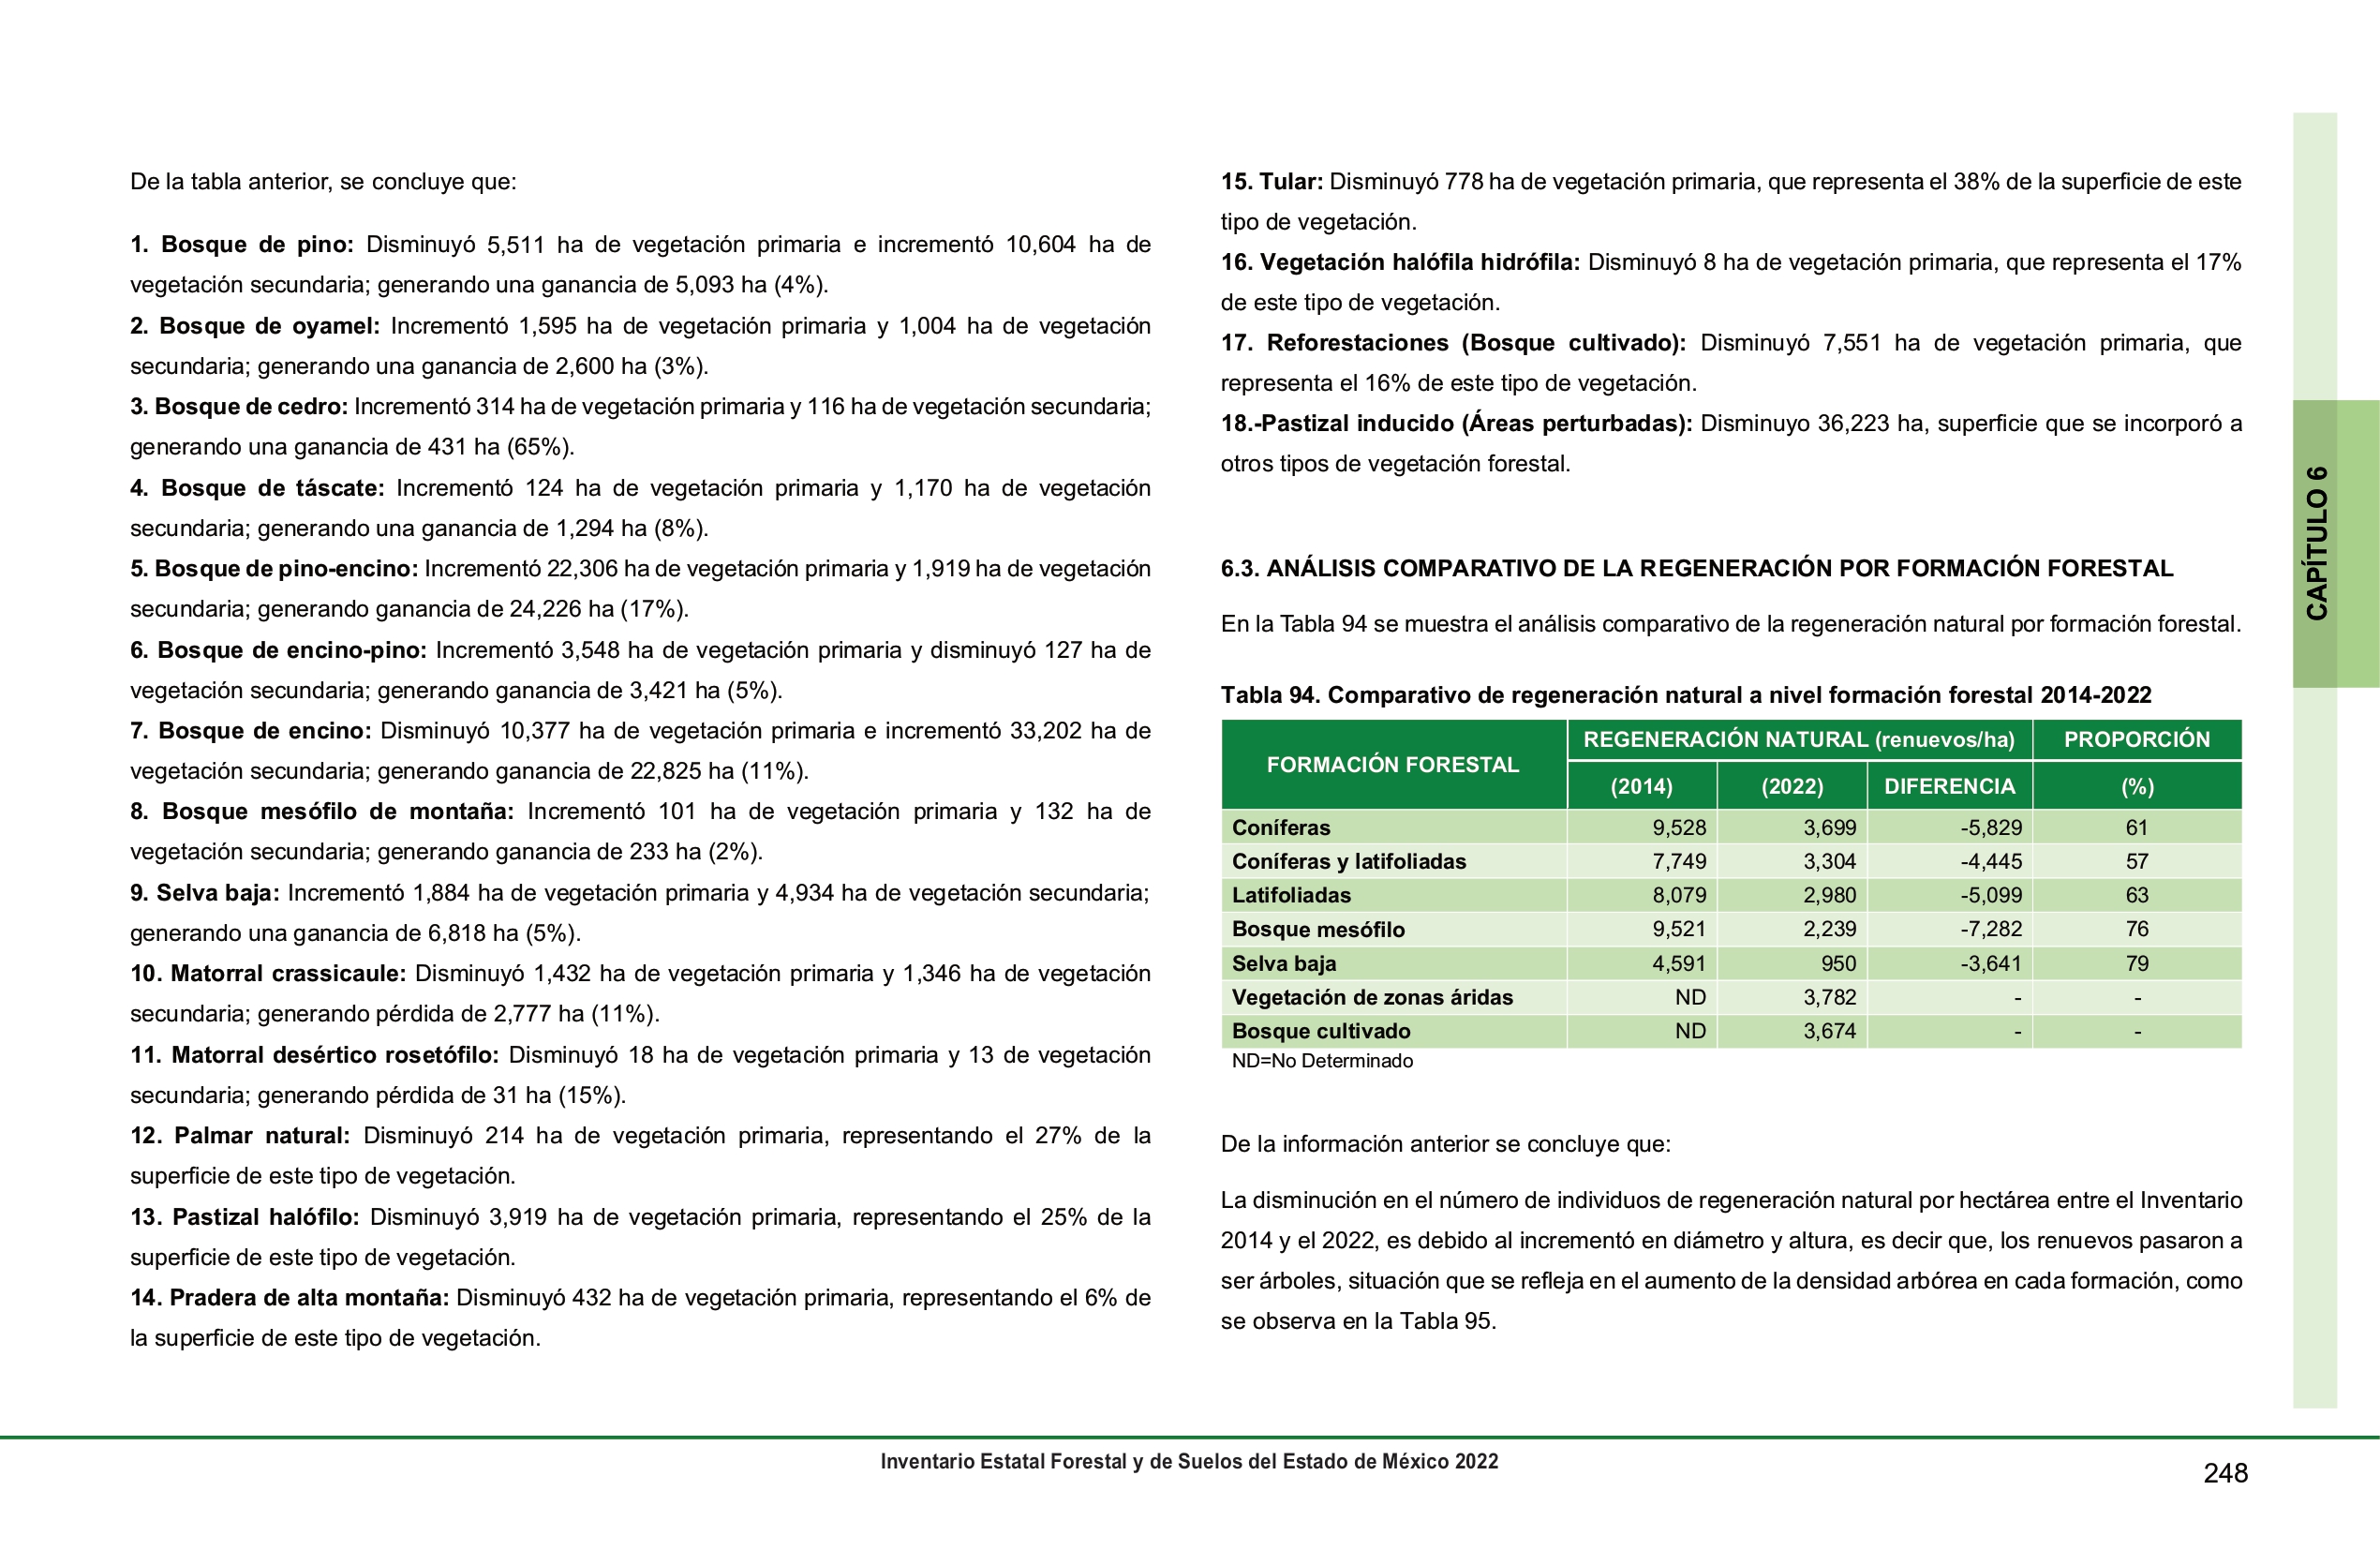 De la tabla anterior, se concluye que:
1. Bosque de pino: Disminuyó 5,511 ha de vegetación primaria e incrementó 10,604 ha de
vegetación secundaria; generando una ganancia de 5,093 ha (4%).
2. Bosque de oyamel: Incrementó 1,595 ha de vegetación primaria y 1,004 ha de vegetación
secundaria; generando una ganancia de 2,600 ha (3%).
3. Bosque de cedro: Incrementó 314 ha de vegetación primaria y 116 ha de vegetación secundaria;
generando una ganancia de 431 ha (65%).
4. Bosque de táscate: Incrementó 124 ha de vegetación primaria y 1,170 ha de vegetación
secundaria; generando una ganancia de 1,294 ha (8%).
5. Bosque de pino-encino: Incrementó 22,306 ha de vegetación primaria y 1,919 ha de vegetación
secundaria; generando ganancia de 24,226 ha (17%).
6. Bosque de encino-pino: Incrementó 3,548 ha de vegetación primaria y disminuyó 127 ha de
vegetación secundaria; generando ganancia de 3,421 ha (5%).
7. Bosque de encino: Disminuyó 10,377 ha de vegetación primaria e incrementó 33,202 ha de
vegetación secundaria; generando ganancia de 22,825 ha (11%).
8. Bosque mesófilo de montaña: Incrementó 101 ha de vegetación primaria y 132 ha de
vegetación secundaria; generando ganancia de 233 ha (2%).
9. Selva baja: Incrementó 1,884 ha de vegetación primaria y 4,934 ha de vegetación secundaria;
generando una ganancia de 6,818 ha (5%).
10. Matorral crassicaule: Disminuyó 1,432 ha de vegetación primaria y 1,346 ha de vegetación
secundaria; generando pérdida de 2,777 ha (11%).
11. Matorral desértico rosetófilo: Disminuyó 18 ha de vegetación primaria y 13 de vegetación
secundaria; generando pérdida de 31 ha (15%).
12. Palmar natural: Disminuyó 214 ha de vegetación primaria, representando el 27% de la
superficie de este tipo de vegetación.
13. Pastizal halófilo: Disminuyó 3,919 ha de vegetación primaria, representando el 25% de la
superficie de este tipo de vegetación.
14. Pradera de alta montaña: Disminuyó 432 ha de vegetación primaria, representando el 6% de
la superficie de este tipo de vegetación.
15. Tular: Disminuyó 778 ha de vegetación primaria, que representa el 38% de la superficie de este
tipo de vegetación.
16. Vegetación halófila hidrófila: Disminuyó 8 ha de vegetación primaria, que representa el 17%
de este tipo de vegetación.
17. Reforestaciones (Bosque cultivado): Disminuyó 7,551 ha de vegetación primaria, que
representa el 16% de este tipo de vegetación.
18.-Pastizal inducido (Áreas perturbadas): Disminuyo 36,223 ha, superficie que se incorporó a
otros tipos de vegetación forestal.
6.3. ANÁLISIS COMPARATIVO DE LA REGENERACIÓN POR FORMACIÓN FORESTAL
En la Tabla 94 se muestra el análisis comparativo de la regeneración natural por formación forestal.
Tabla 94. Comparativo de regeneración natural a nivel formación forestal 2014-2022
FORMACIÓN FORESTAL REGENERACIÓN NATURAL (renuevos/ha) PROPORCIÓN
(2014) (2022) DIFERENCIA (%)
Coníferas 9,528 3,699 -5,829 61
Coníferas y latifoliadas 7,749 3,304 -4,445 57
Latifoliadas 8,079 2,980 -5,099 63
Bosque mesófilo 9,521 2,239 -7,282 76
Selva baja 4,591 950 -3,641 79
Vegetación de zonas áridas ND 3,782 - -
Bosque cultivado ND 3,674 - -
ND=No Determinado
De la información anterior se concluye que:
La disminución en el número de individuos de regeneración natural por hectárea entre el Inventario
2014 y el 2022, es debido al incrementó en diámetro y altura, es decir que, los renuevos pasaron a
ser árboles, situación que se refleja en el aumento de la densidad arbórea en cada formación, como
se observa en la Tabla 95.
CAPÍTULO 6
Inventario Estatal Forestal y de Suelos del Estado de México 2022
248